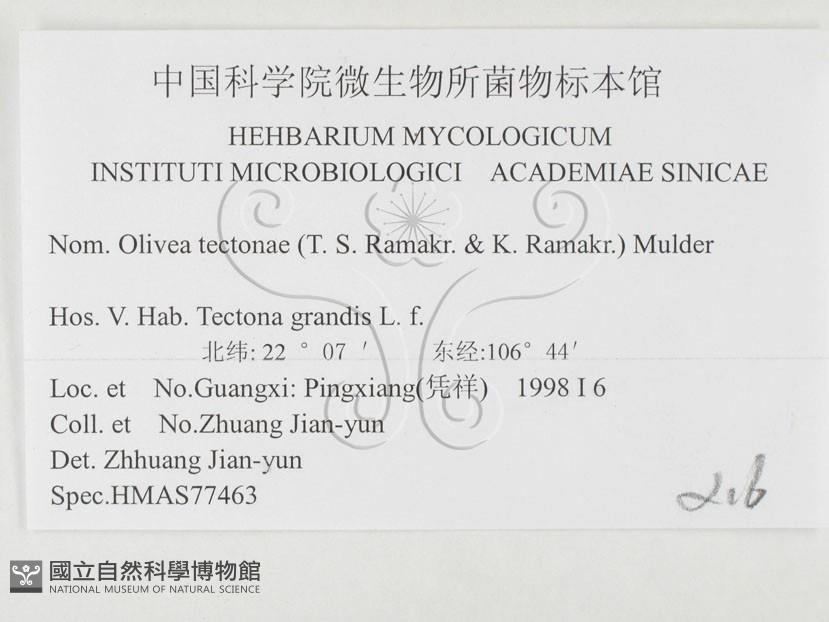 中国科学院微生物所菌物标本馆
HEHBARIUM MYCOLOGICUM
INSTITUTI MICROBIOLOGICI ACADEMIAE SINICAE
Nom. Olivea tectonae (T. S. Ramakr. & K. Ramakr.) Mulder
Hos. V. Hab. Tectona grandis L. f.
北纬: 22 ° 07 ′ 东经:106° 44′
Loc. et No.Guangxi: Pingxiang(凭祥) 1998 I 6
Coll. et No.Zhuang Jian-yun
Det. Zhhuang Jian-yun
Spec.HMAS77463
國立自然科學博物館
NATIONAL MUSEUM OF NATURAL SCIENCE